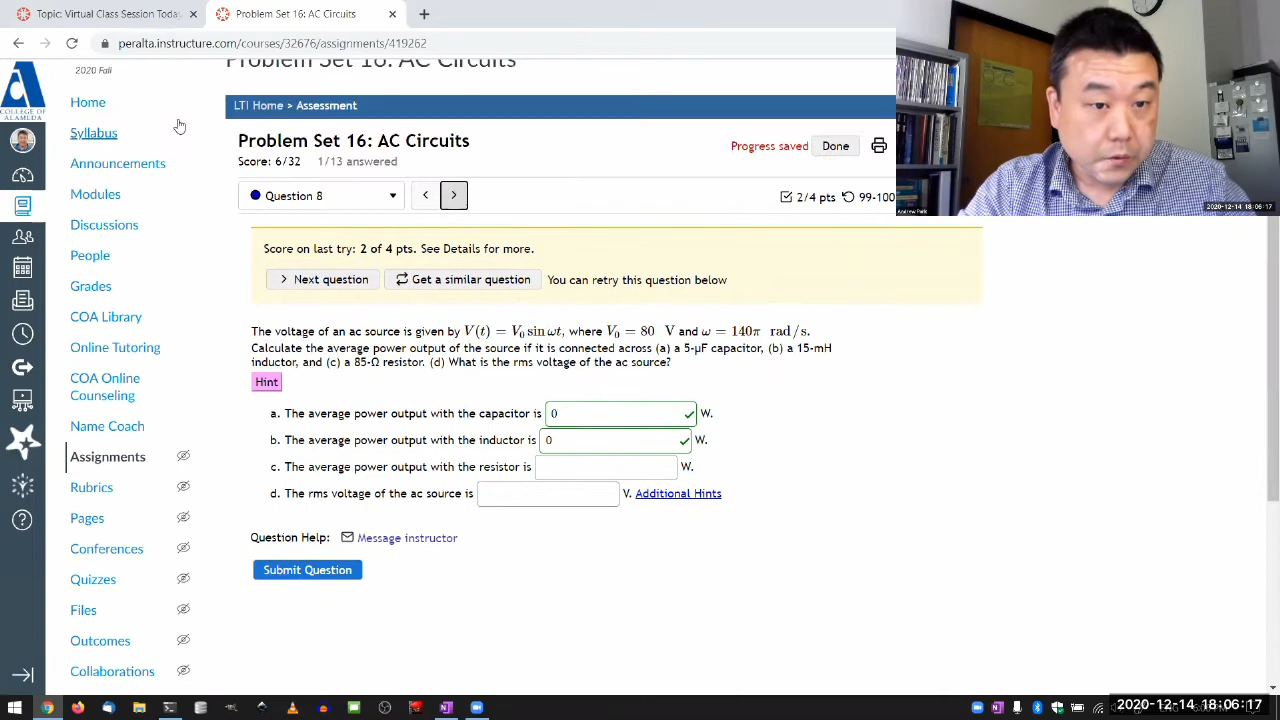 Topic: Virtual Class Session Today
Problem Set 16: AC Circuits
peralta.instructure.com/courses/32676/assignments/419262
COLLEGE OF
ALAMEDA
2020 Fall
Home
Syllabus
Announcements
Modules
Discussions
People
Grades
COA Library
Online Tutoring
COA Online
Counseling
Name Coach
Assignments
Rubrics
Pages
Conferences
Quizzes
Files
Outcomes
Collaborations
Problem Set 16: AC Circuits
LTI Home > Assessment
Problem Set 16: AC Circuits
Score: 6/32 1/13 answered
Progress saved Done
Question 8
2/4 pts 99-100
Score on last try: 2 of 4 pts. See Details for more.
Next question Get a similar question You can retry this question below
The voltage of an ac source is given by V(t) = V₀ sin ωt, where V₀ = 80 V and ω = 140π rad/s.
Calculate the average power output of the source if it is connected across (a) a 5-μF capacitor, (b) a 15-mH
inductor, and (c) a 85-Ω resistor. (d) What is the rms voltage of the ac source?
Hint
a. The average power output with the capacitor is 0 W.
b. The average power output with the inductor is 0 W.
c. The average power output with the resistor is W.
d. The rms voltage of the ac source is V. Additional Hints
Question Help: Message instructor
Submit Question
Andrew Park
2020-12-14 18:06:17
2020-12-14 18:06:17